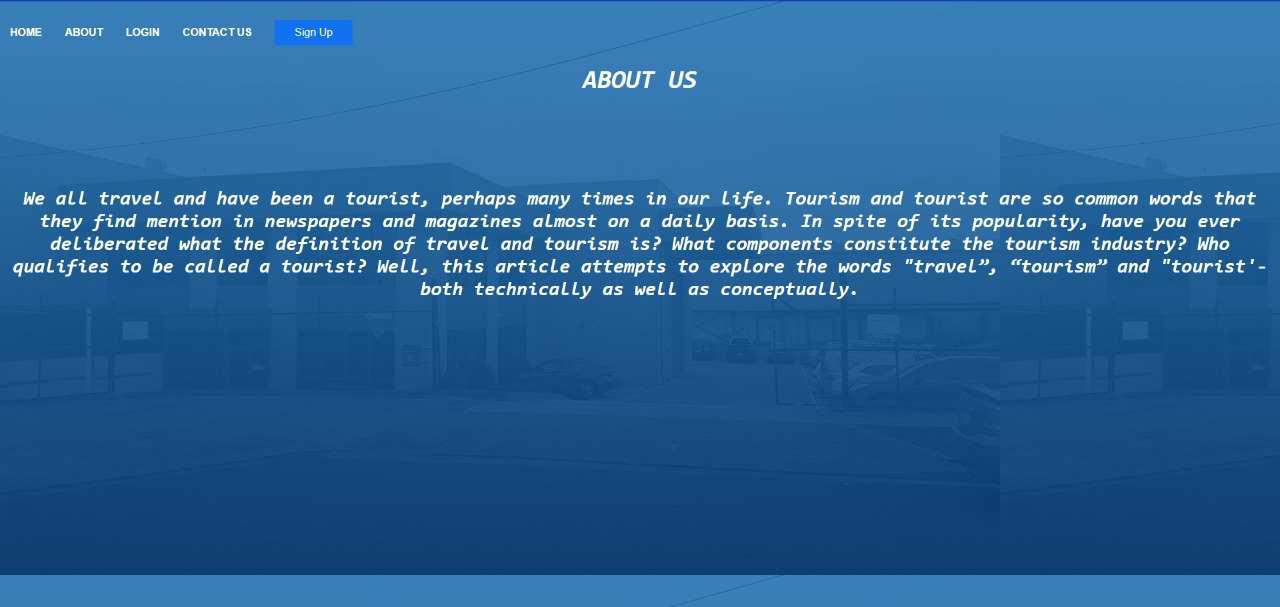 HOME ABOUT LOGIN CONTACT US Sign Up
ABOUT US
We all travel and have been a tourist, perhaps many times in our life. Tourism and tourist are so common words that
they find mention in newspapers and magazines almost on a daily basis. In spite of its popularity, have you ever
deliberated what the definition of travel and tourism is? What components constitute the tourism industry? Who
qualifies to be called a tourist? Well, this article attempts to explore the words "travel”, “tourism” and "tourist'-
both technically as well as conceptually.